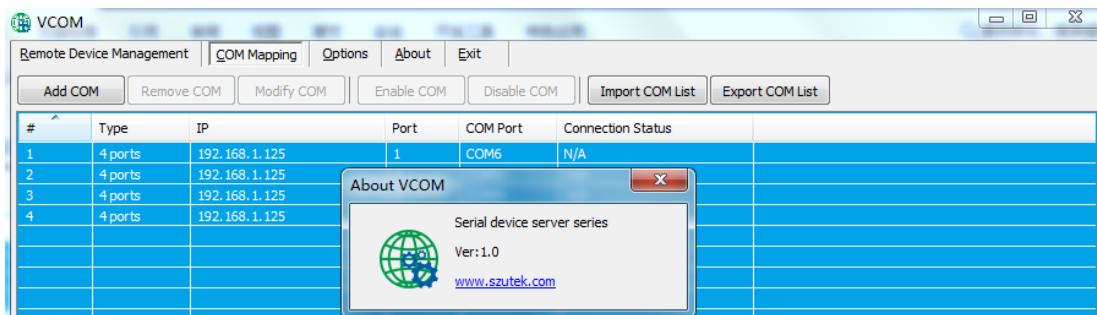 VCOM
Remote Device Management COM Mapping Options About Exit
Add COM Remove COM Modify COM Enable COM Disable COM Import COM List Export COM List
# Type IP Port COM Port Connection Status
1 4 ports 192.168.1.125 1 COM6 N/A
2 4 ports 192.168.1.125
3 4 ports 192.168.1.125
4 4 ports 192.168.1.125
About VCOM
Serial device server series
Ver:1.0
www.szutek.com